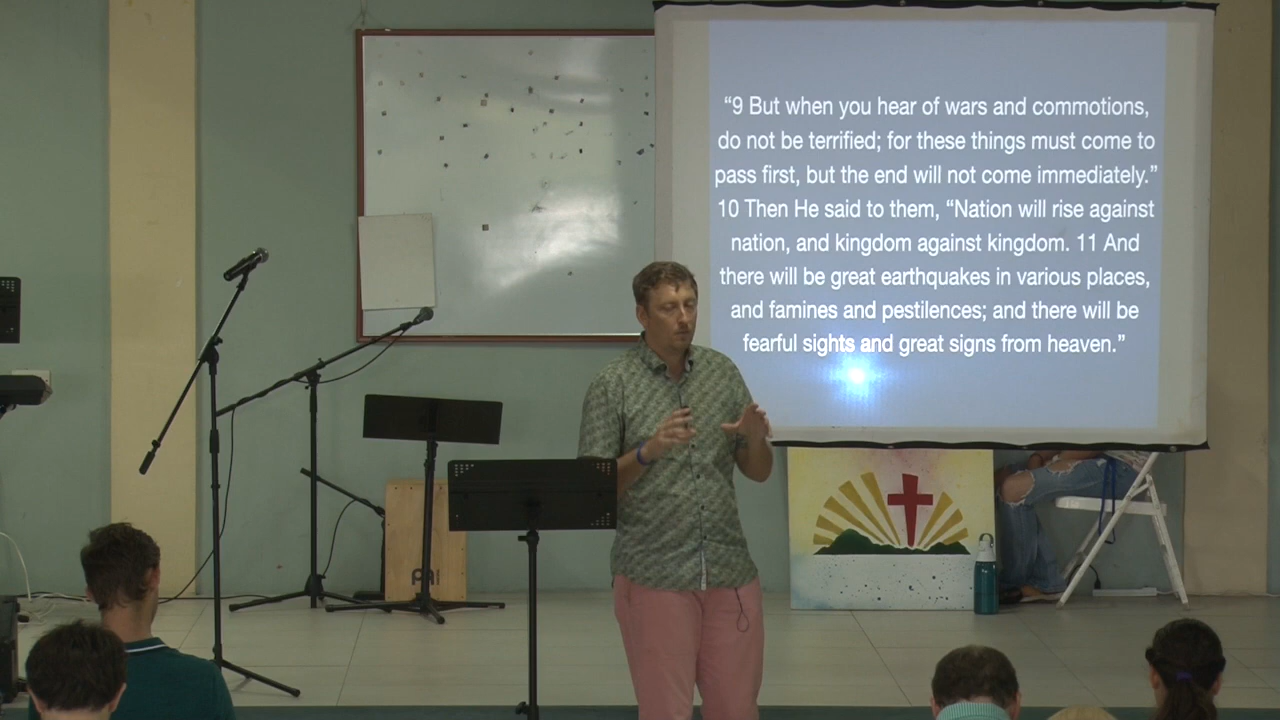 “9 But when you hear of wars and commotions,
do not be terrified; for these things must come to
pass first, but the end will not come immediately.”
10 Then He said to them, “Nation will rise against
nation, and kingdom against kingdom. 11 And
there will be great earthquakes in various places,
and famines and pestilences; and there will be
fearful sights and great signs from heaven.”